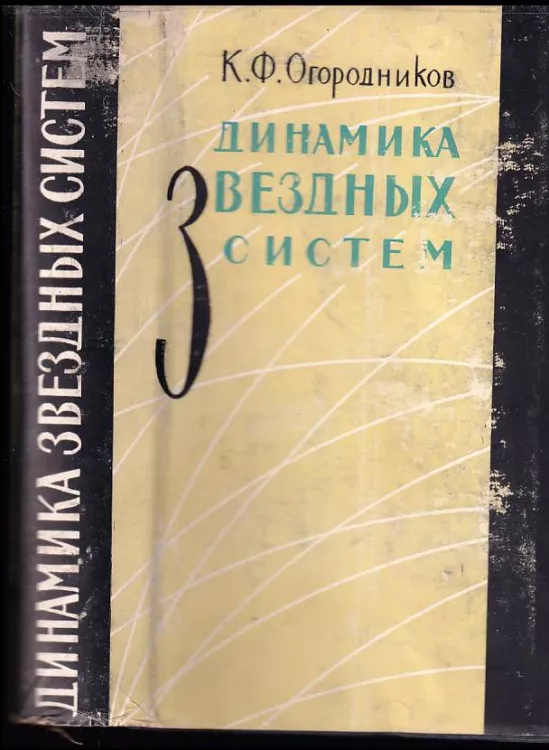 К.Ф.Огородников
ДИНАМИКА
ЗВЕЗДНЫХ
СИСТЕМ
ДИНАМИКА ЗВЕЗДНЫХ СИСТЕМ